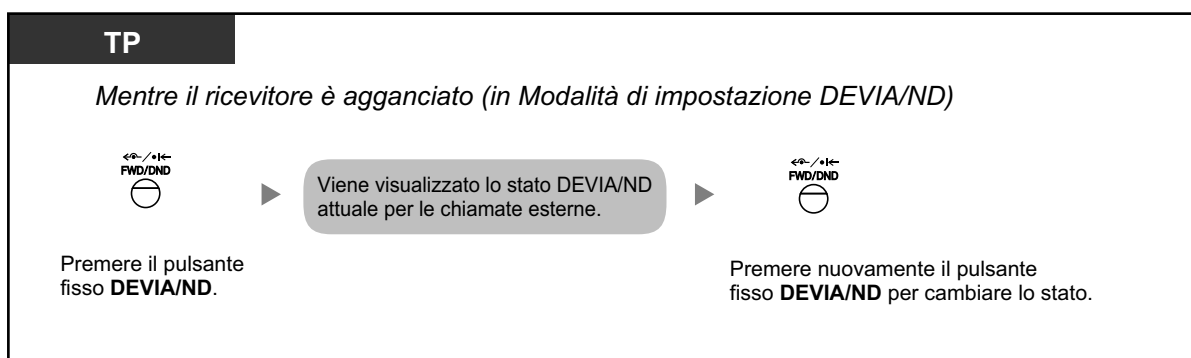 TP
Mentre il ricevitore è agganciato (in Modalità di impostazione DEVIA/ND)
FWD/DND
Premere il pulsante
fisso DEVIA/ND.
Viene visualizzato lo stato DEVIA/ND
attuale per le chiamate esterne.
FWD/DND
Premere nuovamente il pulsante
fisso DEVIA/ND per cambiare lo stato.